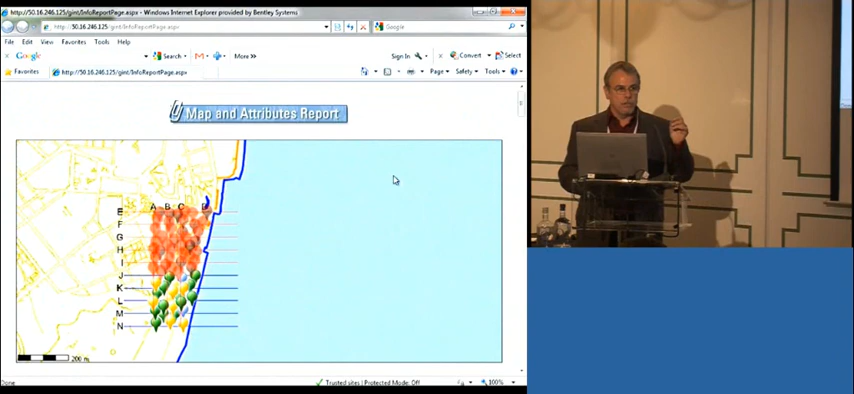 http://50.16.246.125/gint/InfoReportPage.aspx - Windows Internet Explorer provided by Bentley Systems
http://50.16.246.125/gint/InfoReportPage.aspx
Google
File Edit View Favorites Tools Help
Google Search More » Sign In Convert Select
Favorites http://50.16.246.125/gint/InfoReportPage.aspx Page Safety Tools
Map and Attributes Report
A B C D
E
F
G
H
I
J
K
L
M
N
200 m
Done Trusted sites | Protected Mode: Off 100%